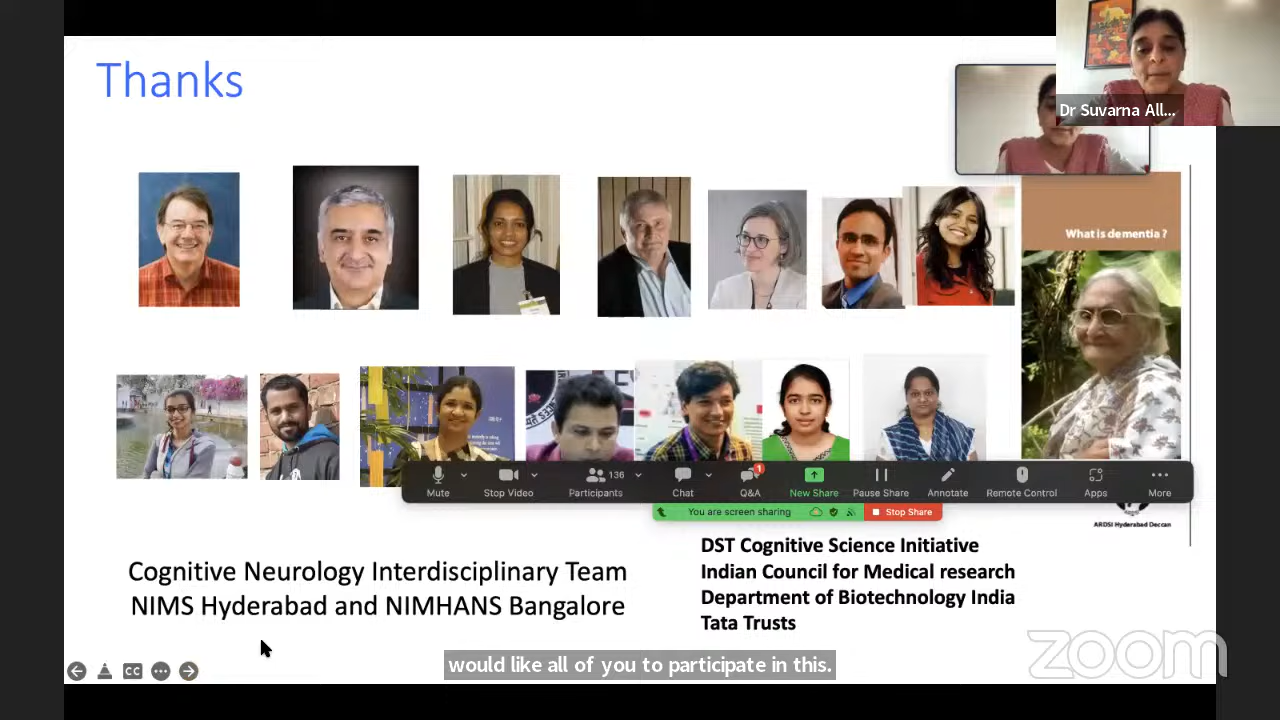 Thanks
Dr Suvarna All...
What is dementia ?
136
1
Mute
Stop Video
Participants
Chat
Q&A
New Share
Pause Share
Annotate
Remote Control
Apps
More
You are screen sharing
Stop Share
ARDSI Hyderabad Deccan
Cognitive Neurology Interdisciplinary Team
NIMS Hyderabad and NIMHANS Bangalore
DST Cognitive Science Initiative
Indian Council for Medical research
Department of Biotechnology India
Tata Trusts
would like all of you to participate in this.
CC
zoom